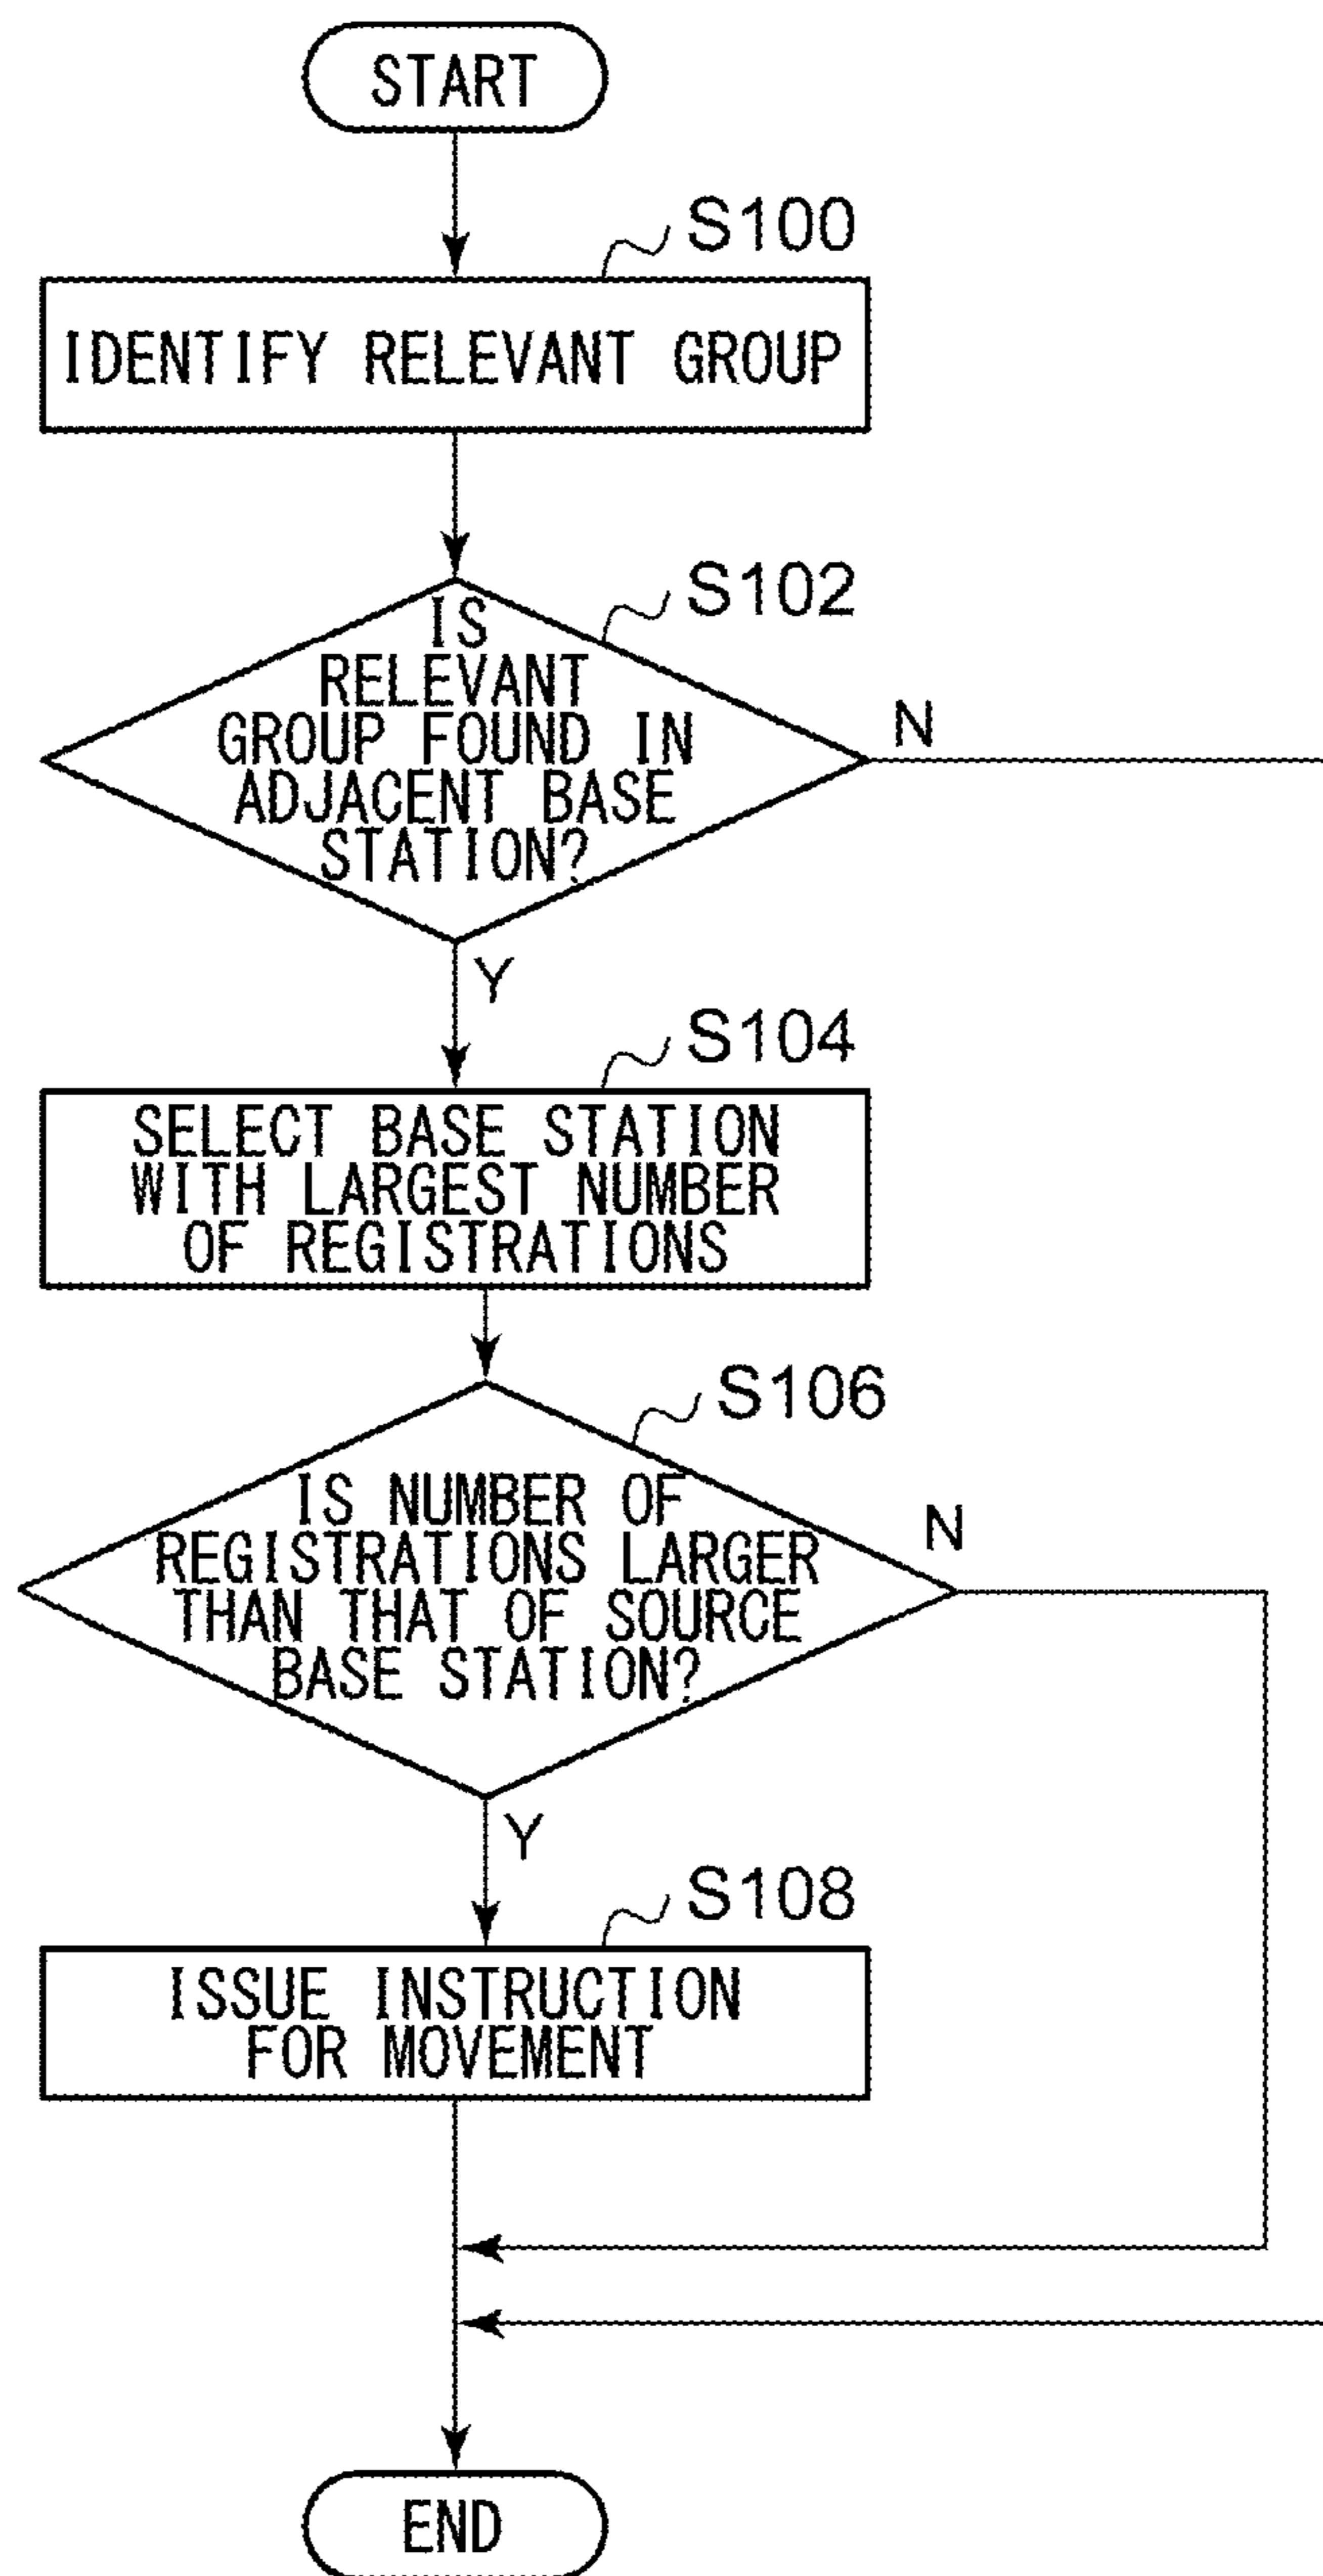 START
S100
IDENTIFY RELEVANT GROUP
S102
IS
RELEVANT
GROUP FOUND IN
ADJACENT BASE
STATION?
N
Y
S104
SELECT BASE STATION
WITH LARGEST NUMBER
OF REGISTRATIONS
S106
IS NUMBER OF
REGISTRATIONS LARGER
THAN THAT OF SOURCE
BASE STATION?
N
Y
S108
ISSUE INSTRUCTION
FOR MOVEMENT
END